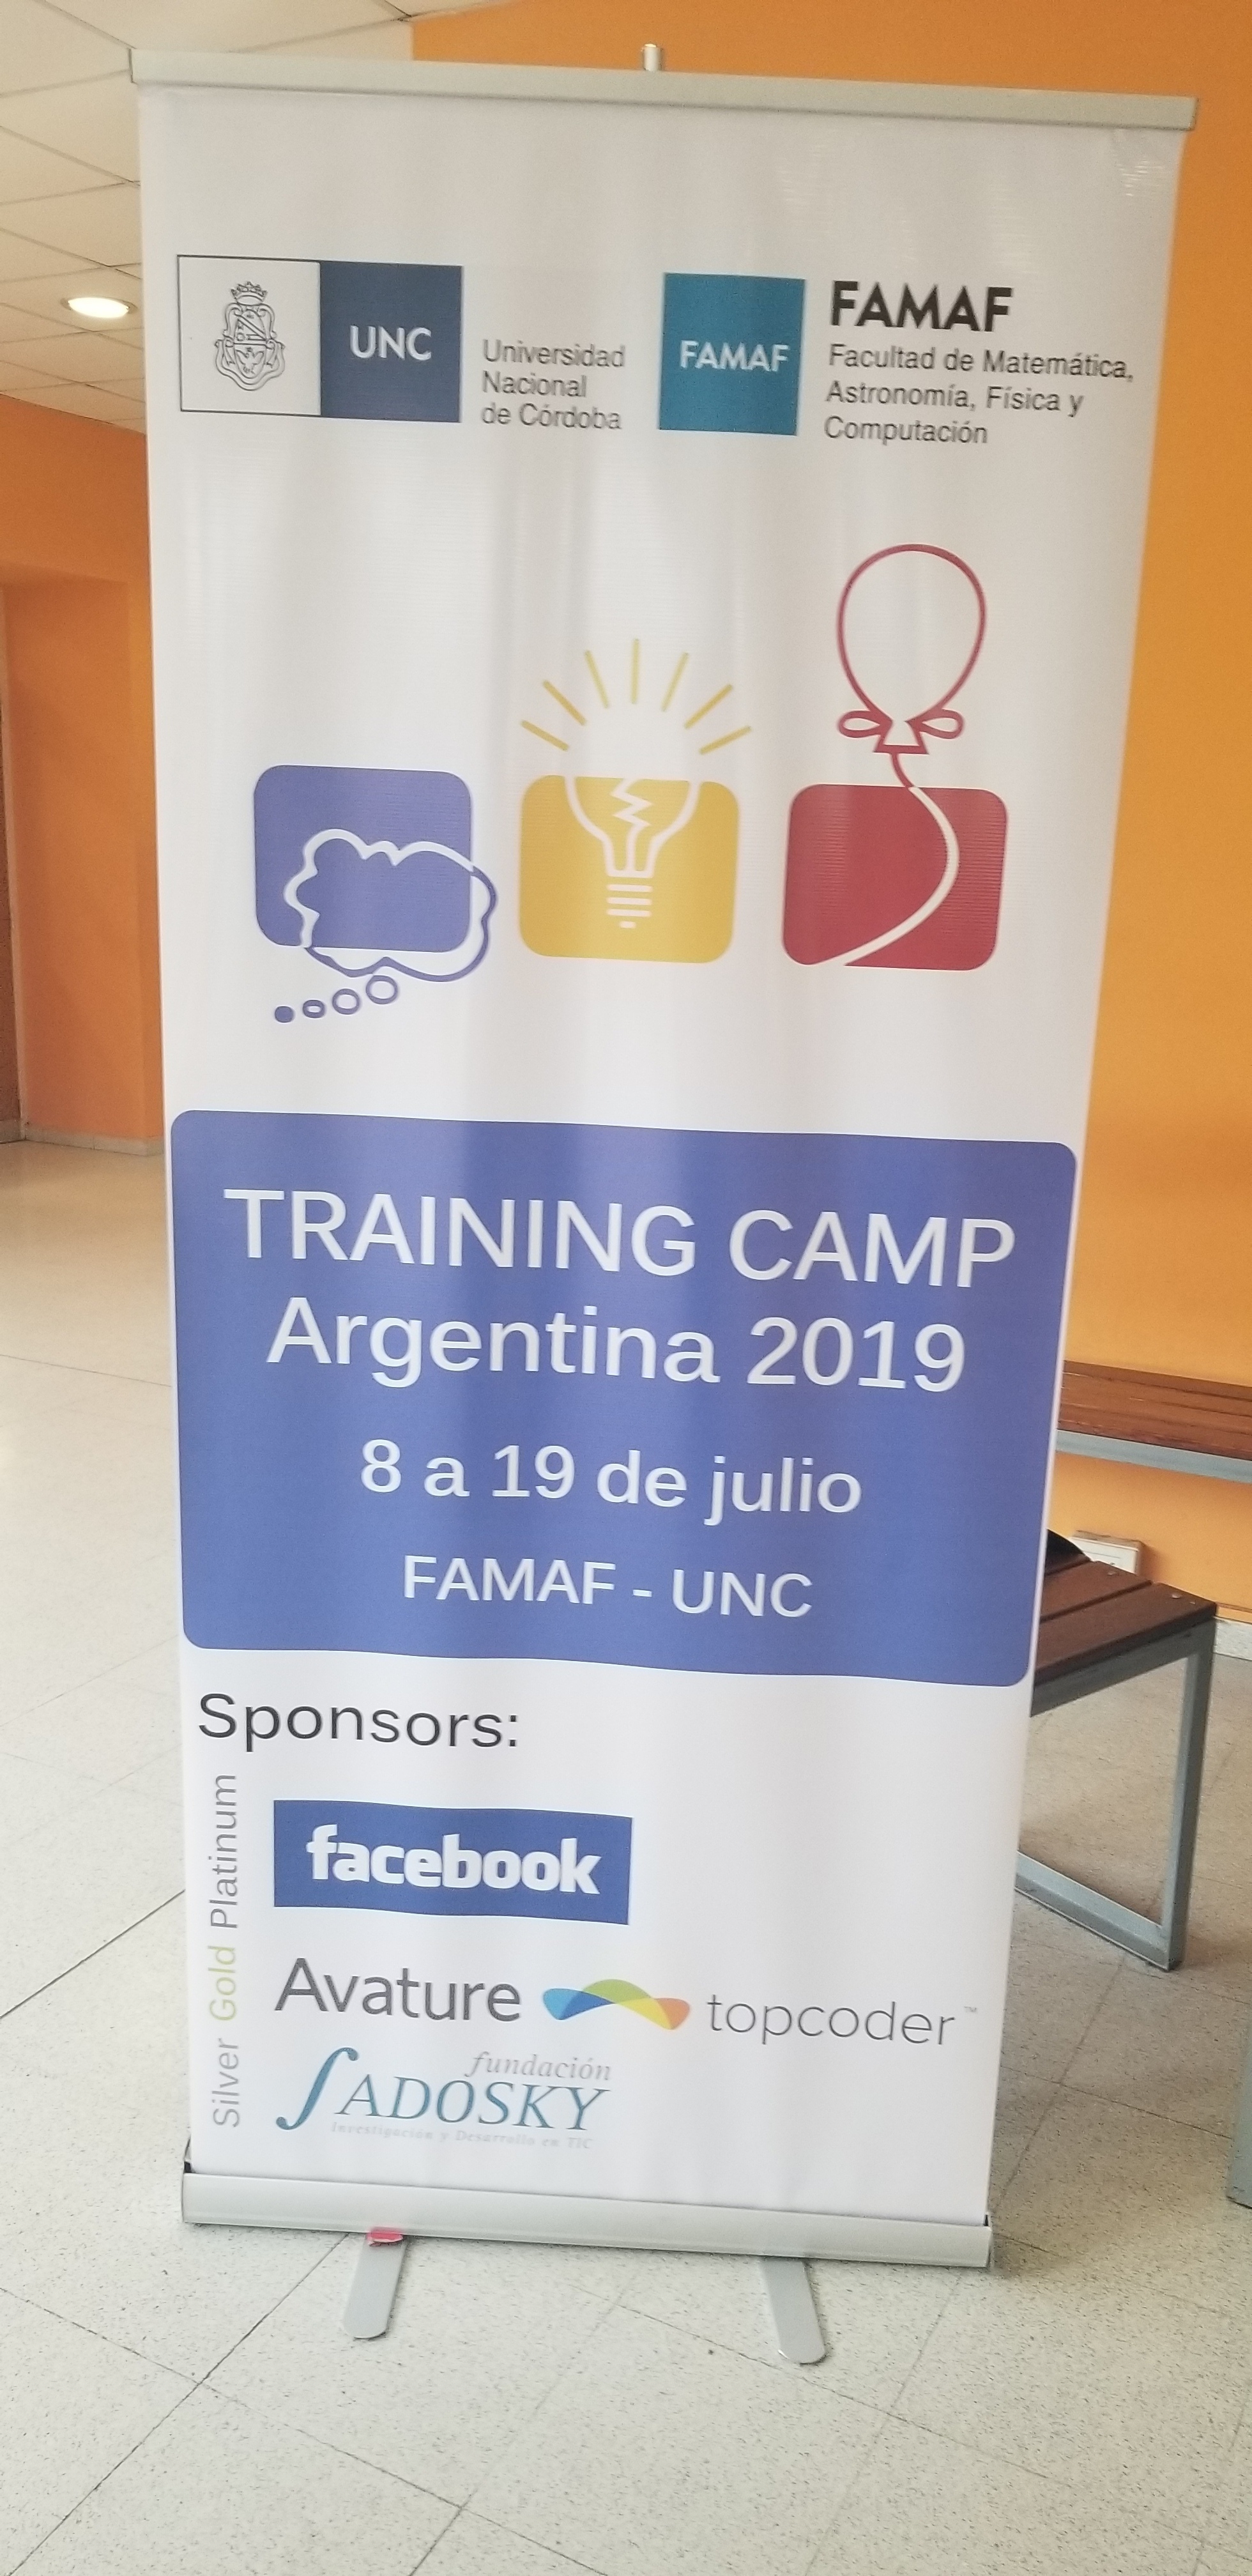 UNC
Universidad
Nacional
de Córdoba
FAMAF
FAMAF
Facultad de Matemática,
Astronomía, Física y
Computación
TRAINING CAMP
Argentina 2019
8 a 19 de julio
FAMAF - UNC
Sponsors:
Platinum
facebook
Gold
Avature
topcoder™
Silver
fundación
SADOSKY
Investigación y Desarrollo en TIC